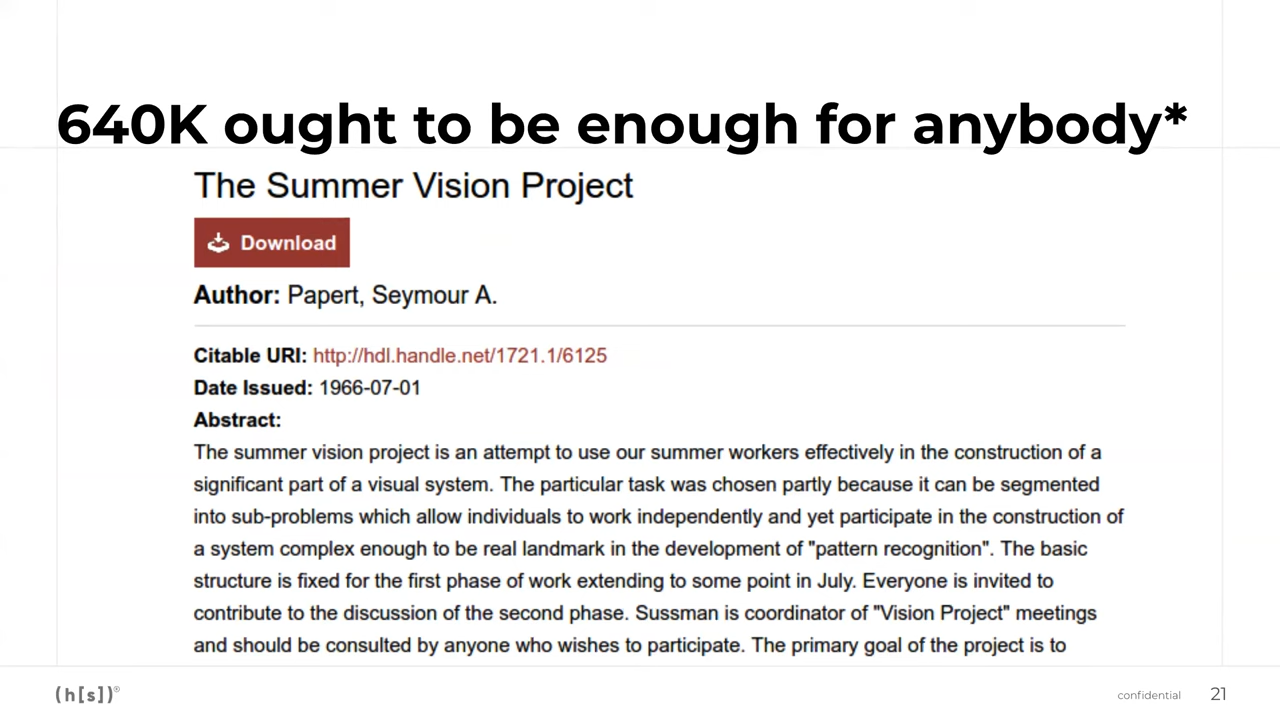 640K ought to be enough for anybody*
The Summer Vision Project
Download
Author: Papert, Seymour A.
Citable URI: http://hdl.handle.net/1721.1/6125
Date Issued: 1966-07-01
Abstract:
The summer vision project is an attempt to use our summer workers effectively in the construction of a
significant part of a visual system. The particular task was chosen partly because it can be segmented
into sub-problems which allow individuals to work independently and yet participate in the construction of
a system complex enough to be real landmark in the development of "pattern recognition". The basic
structure is fixed for the first phase of work extending to some point in July. Everyone is invited to
contribute to the discussion of the second phase. Sussman is coordinator of "Vision Project" meetings
and should be consulted by anyone who wishes to participate. The primary goal of the project is to
(h[s])®
confidential
21